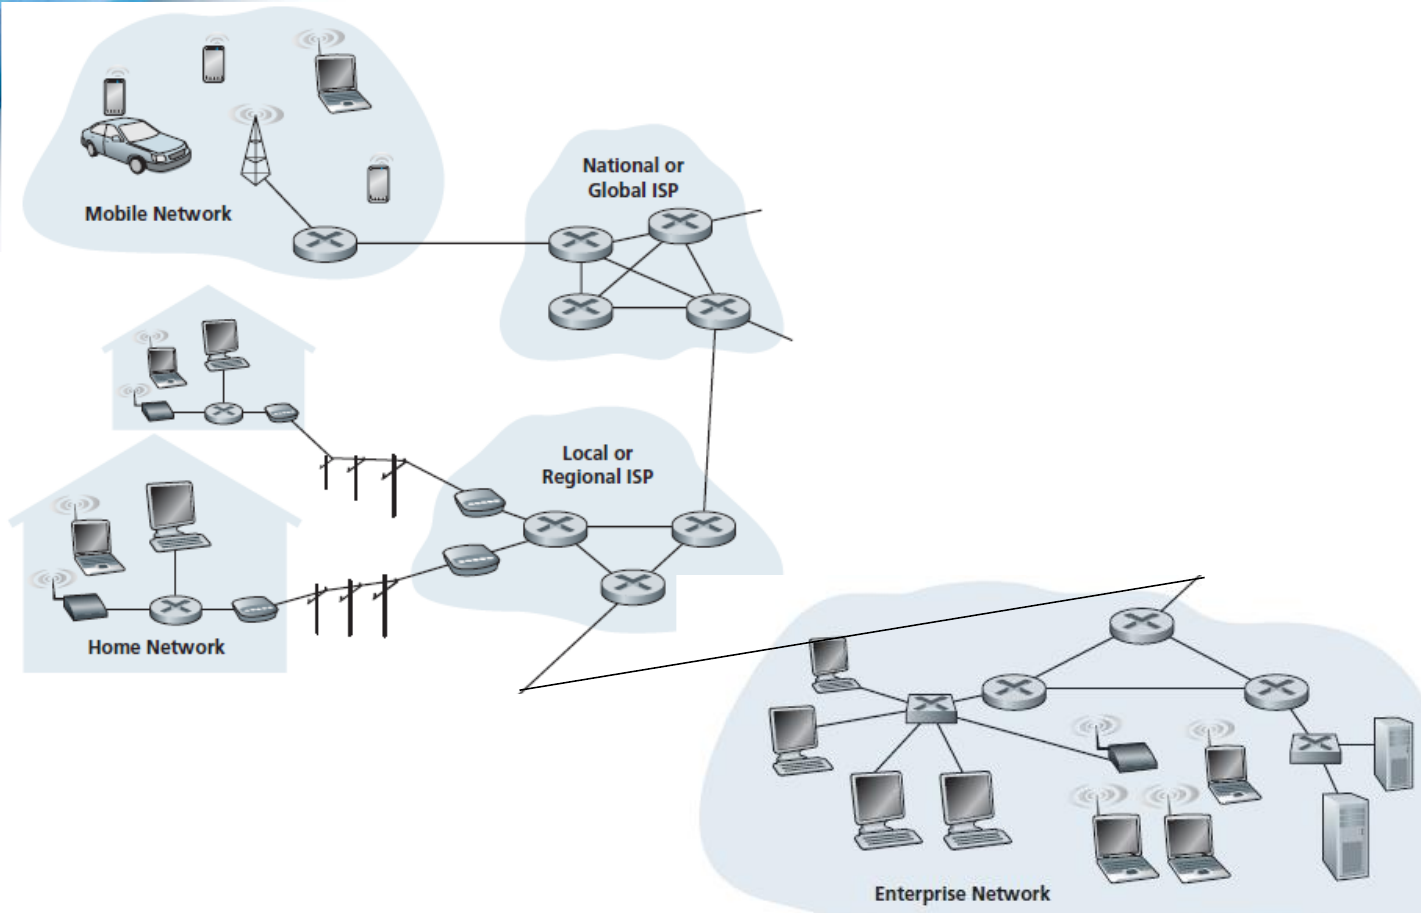 Mobile Network
National or
Global ISP
Local or
Regional ISP
Home Network
Enterprise Network